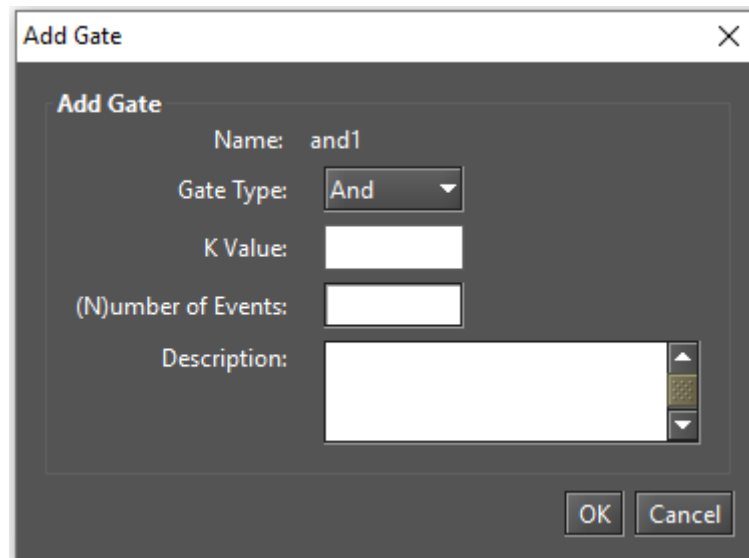 Add Gate
Add Gate
Name: and1
Gate Type: And
K Value:
(N)umber of Events:
Description:
OK Cancel